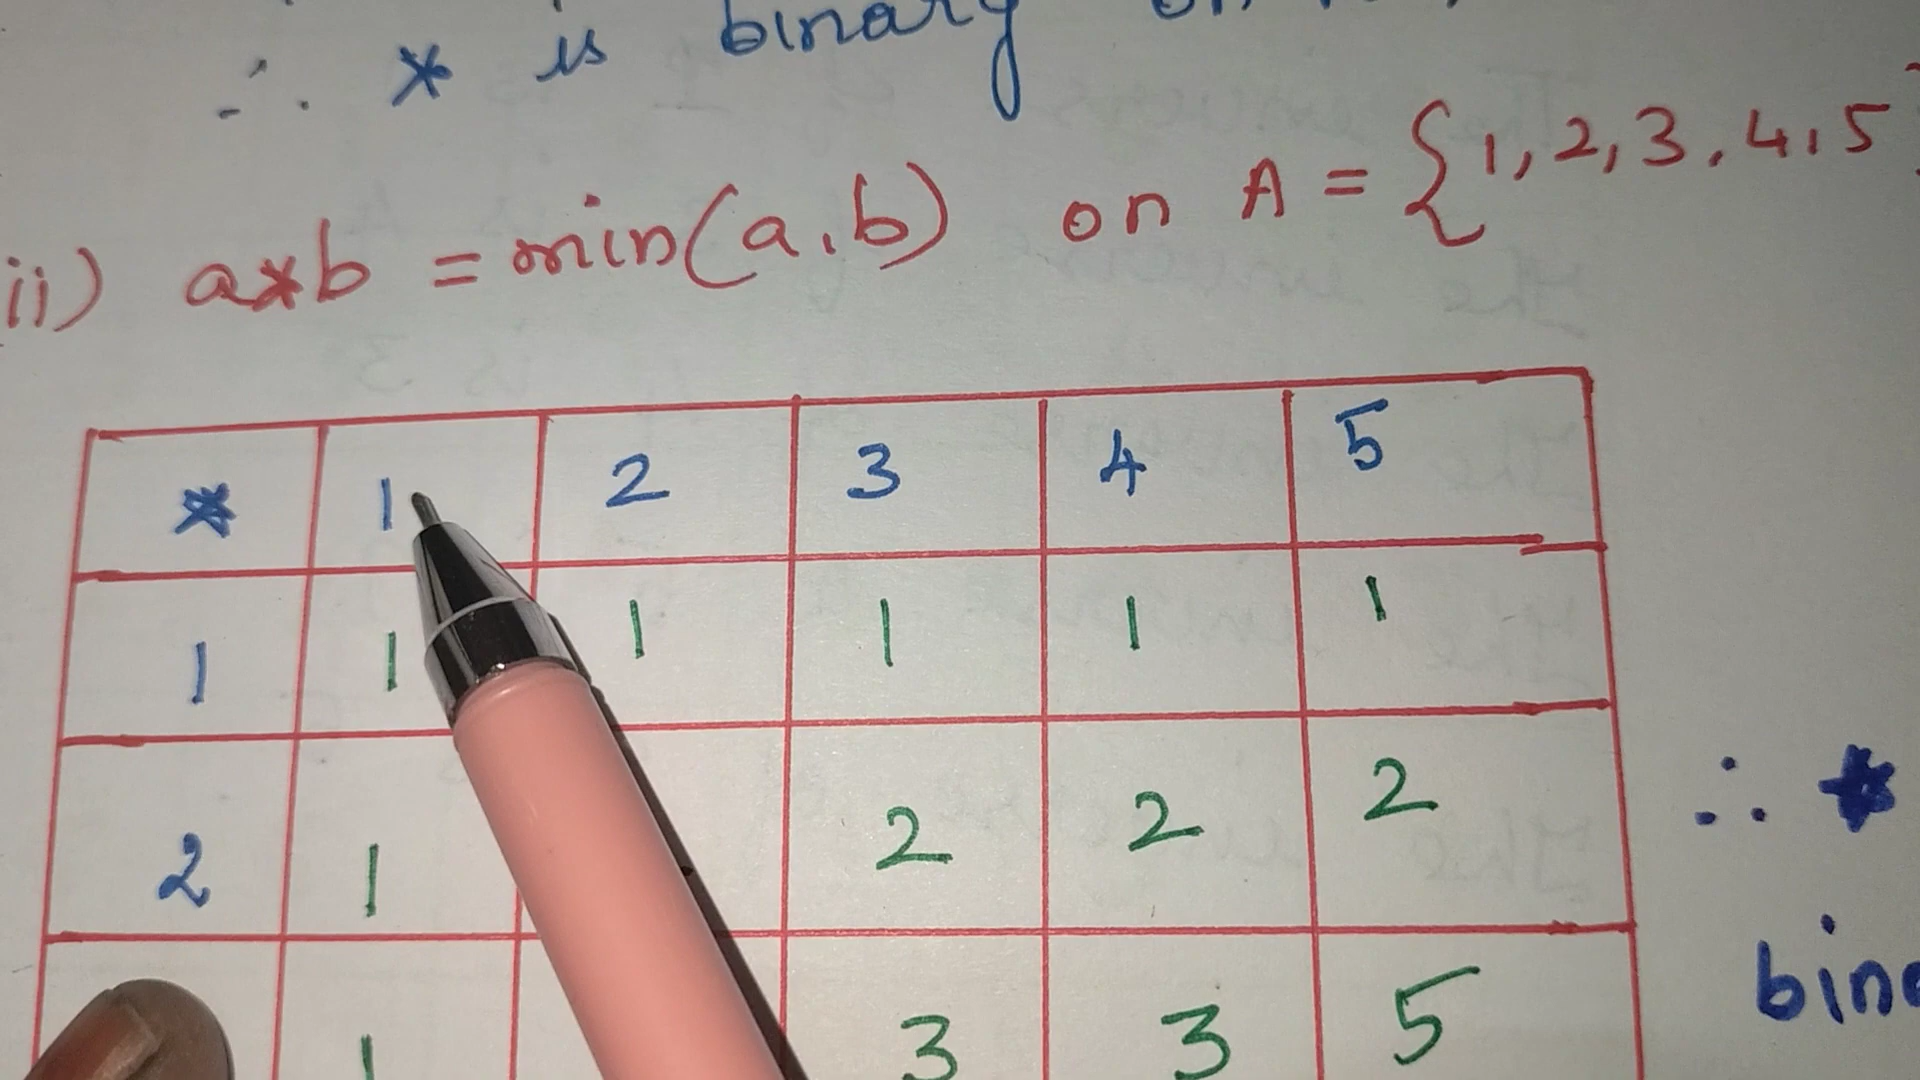 ∴ * is binary on
ii) a*b = min(a,b) on A = {1, 2, 3, 4, 5
* 1 2 3 4 5
1 1 1 1 1 1
2 1 2 2 2
∴ *
1 3 3 5